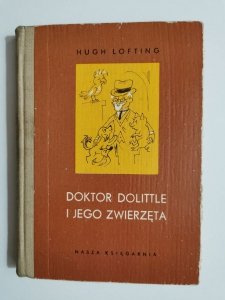 HUGH LOFTING
DOKTOR DOLITTLE
I JEGO ZWIERZĘTA
NASZA KSIĘGARNIA